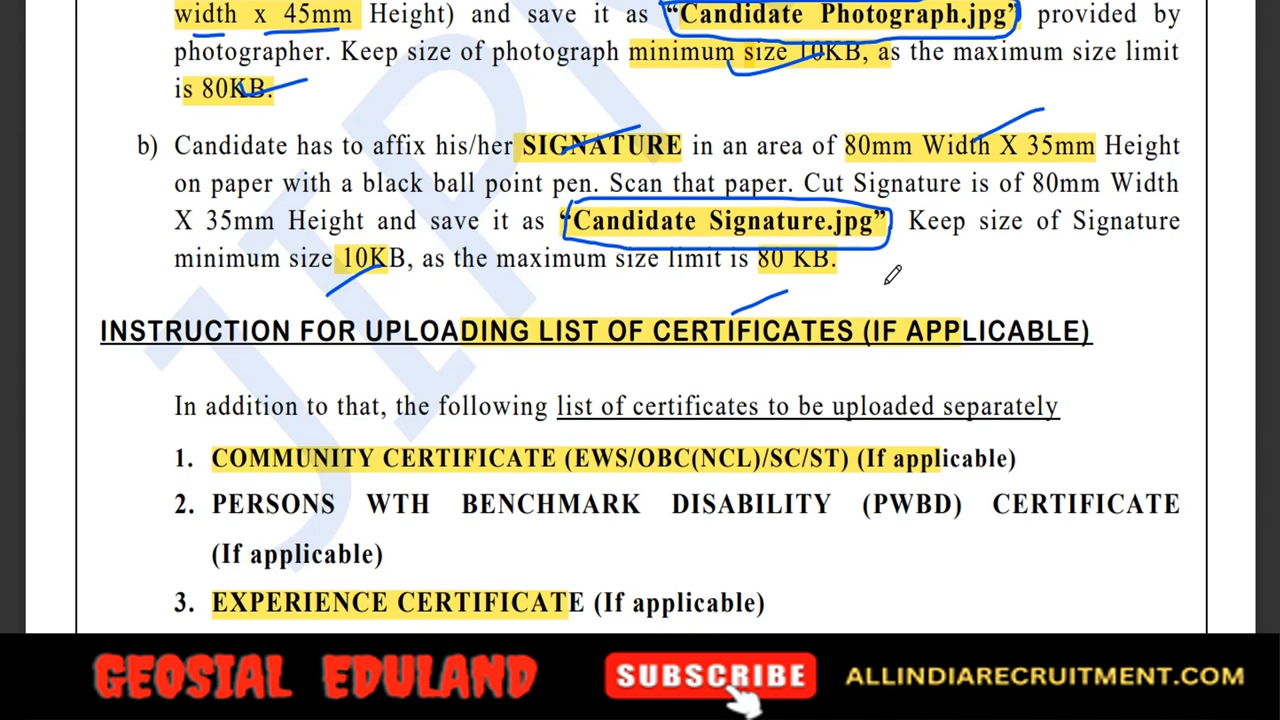 width x 45mm Height) and save it as “Candidate Photograph.jpg” provided by
photographer. Keep size of photograph minimum size 10KB, as the maximum size limit
is 80KB.
b) Candidate has to affix his/her SIGNATURE in an area of 80mm Width X 35mm Height
on paper with a black ball point pen. Scan that paper. Cut Signature is of 80mm Width
X 35mm Height and save it as “Candidate Signature.jpg”. Keep size of Signature
minimum size 10KB, as the maximum size limit is 80 KB.
INSTRUCTION FOR UPLOADING LIST OF CERTIFICATES (IF APPLICABLE)
In addition to that, the following list of certificates to be uploaded separately
1. COMMUNITY CERTIFICATE (EWS/OBC(NCL)/SC/ST) (If applicable)
2. PERSONS WTH BENCHMARK DISABILITY (PWBD) CERTIFICATE
(If applicable)
3. EXPERIENCE CERTIFICATE (If applicable)
GEOSIAL EDULAND SUBSCRIBE ALLINDIARECRUITMENT.COM